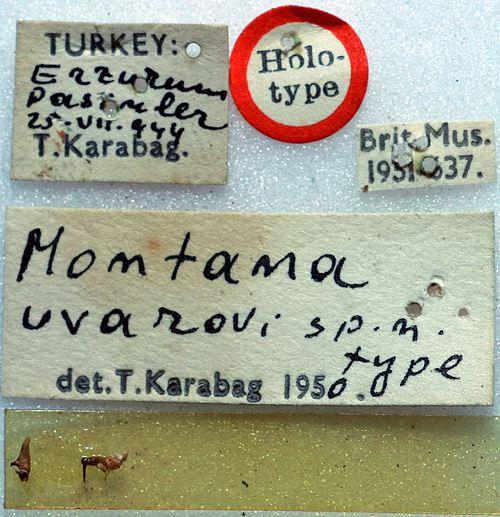 TURKEY:
Erzurum
Pasinler
25.VII.944
T.Karabag.
Holo-
type
Brit.Mus.
1951.637.
Montana
uvarovi sp.n.
type
det.T.Karabag 1950.